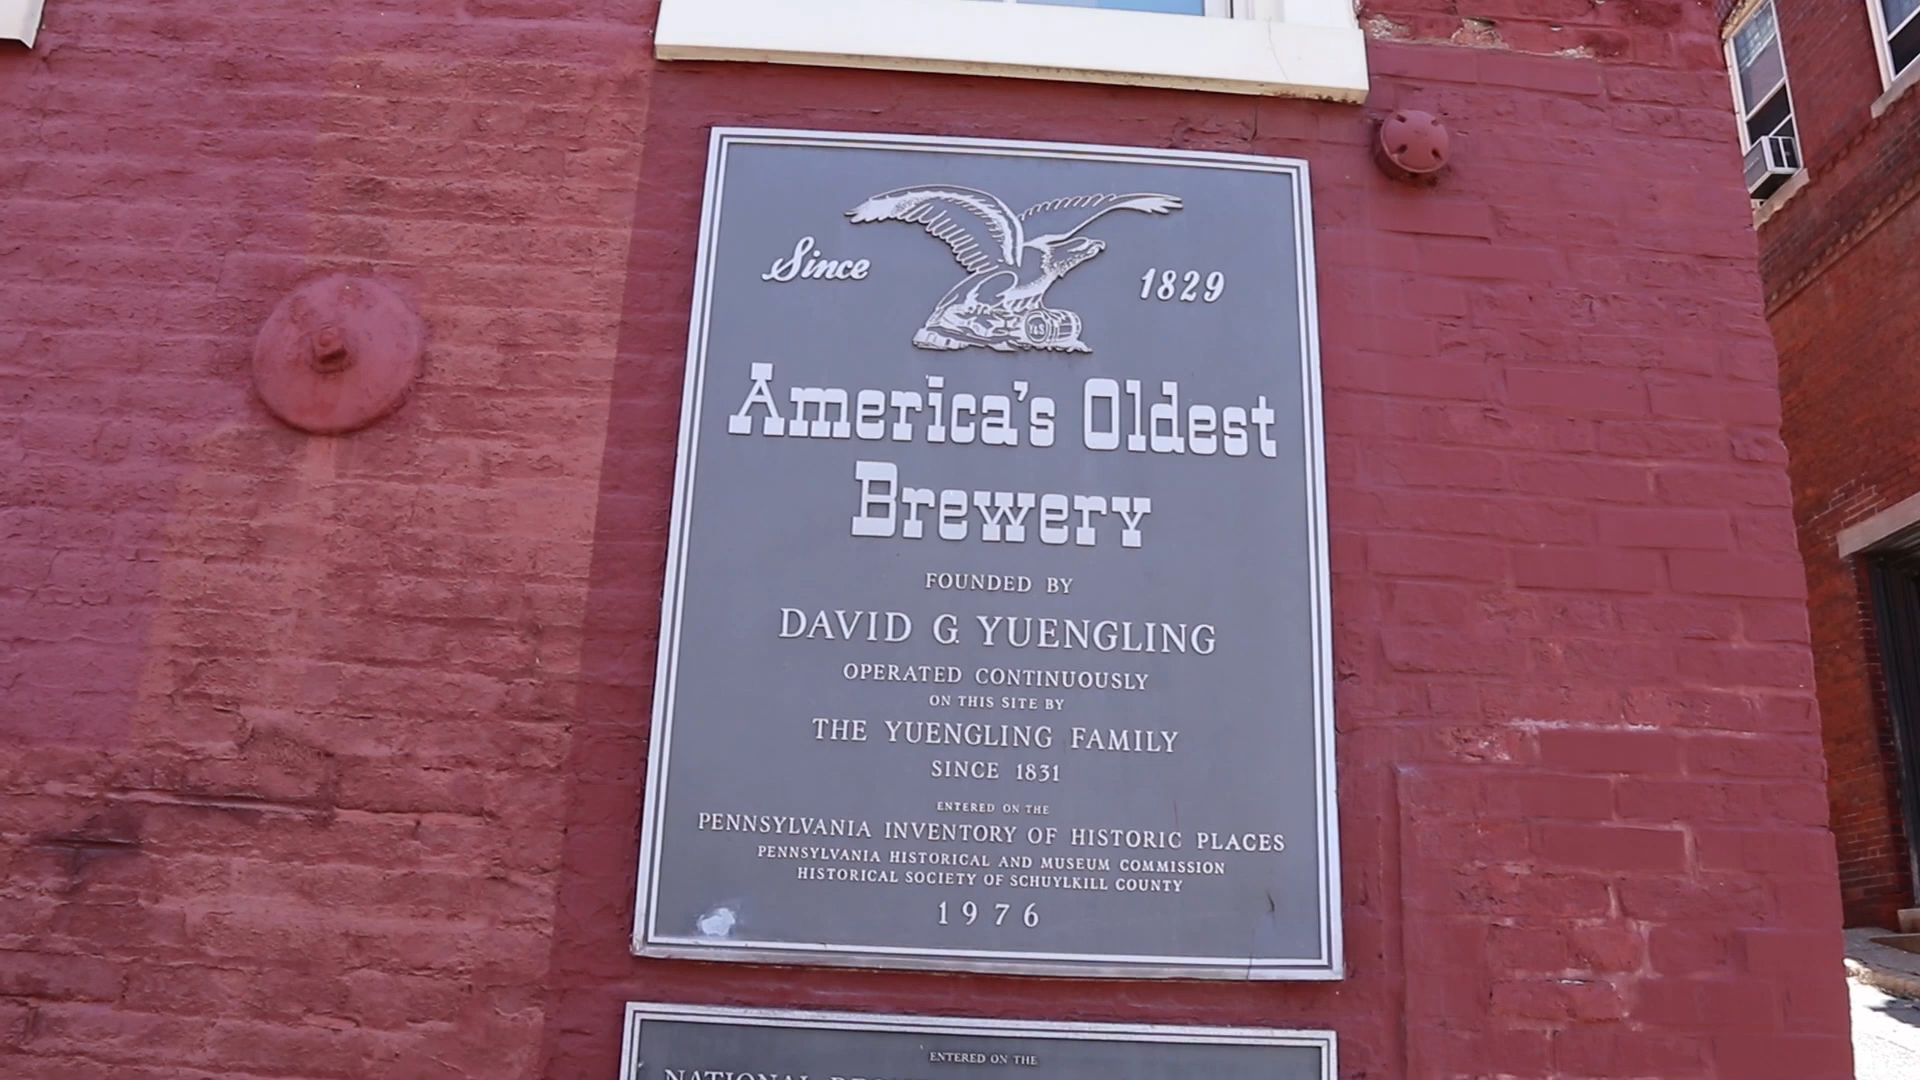 Since 1829
Y&S
America's Oldest
Brewery
FOUNDED BY
DAVID G. YUENGLING
OPERATED CONTINUOUSLY
ON THIS SITE BY
THE YUENGLING FAMILY
SINCE 1831
ENTERED ON THE
PENNSYLVANIA INVENTORY OF HISTORIC PLACES
PENNSYLVANIA HISTORICAL AND MUSEUM COMMISSION
HISTORICAL SOCIETY OF SCHUYLKILL COUNTY
1976
ENTERED ON THE
NATIONAL